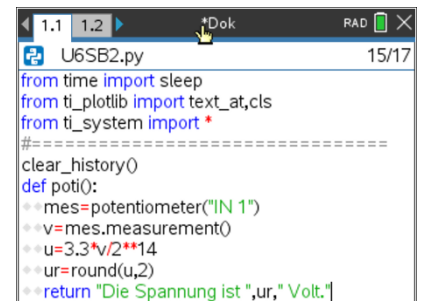 1.1 1.2 *Dok RAD
U6SB2.py 15/17
from time import sleep
from ti_plotlib import text_at,cls
from ti_system import *
#=================================
clear_history()
def poti():
mes=potentiometer("IN 1")
v=mes.measurement()
u=3.3*v/2**14
ur=round(u,2)
return "Die Spannung ist ",ur," Volt."